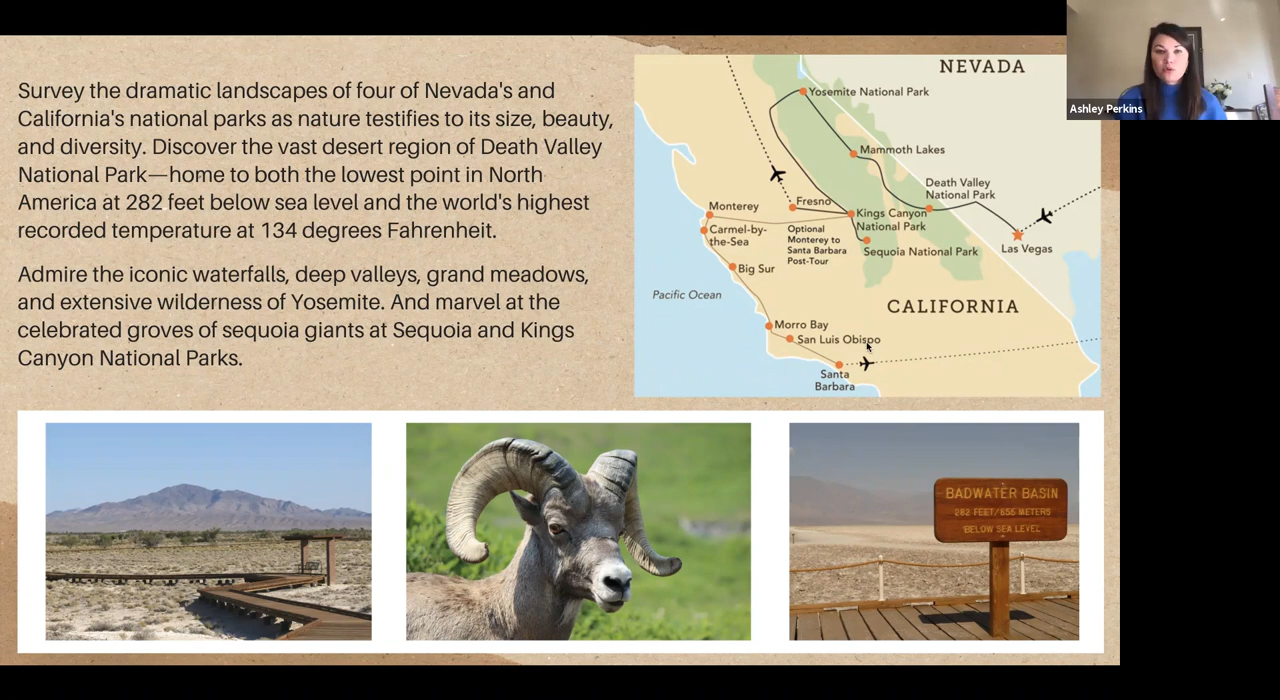 Survey the dramatic landscapes of four of Nevada's and
California's national parks as nature testifies to its size, beauty,
and diversity. Discover the vast desert region of Death Valley
National Park—home to both the lowest point in North
America at 282 feet below sea level and the world's highest
recorded temperature at 134 degrees Fahrenheit.
Admire the iconic waterfalls, deep valleys, grand meadows,
and extensive wilderness of Yosemite. And marvel at the
celebrated groves of sequoia giants at Sequoia and Kings
Canyon National Parks.
NEVADA
Yosemite National Park
Mammoth Lakes
Death Valley
National Park
Monterey
Fresno
Kings Canyon
National Park
Carmel-by-
the-Sea
Optional
Monterey to
Santa Barbara
Post-Tour
Sequoia National Park
Las Vegas
Big Sur
Pacific Ocean
CALIFORNIA
Morro Bay
San Luis Obispo
Santa
Barbara
Ashley Perkins
BADWATER BASIN
282 FEET/855 METERS
BELOW SEA LEVEL